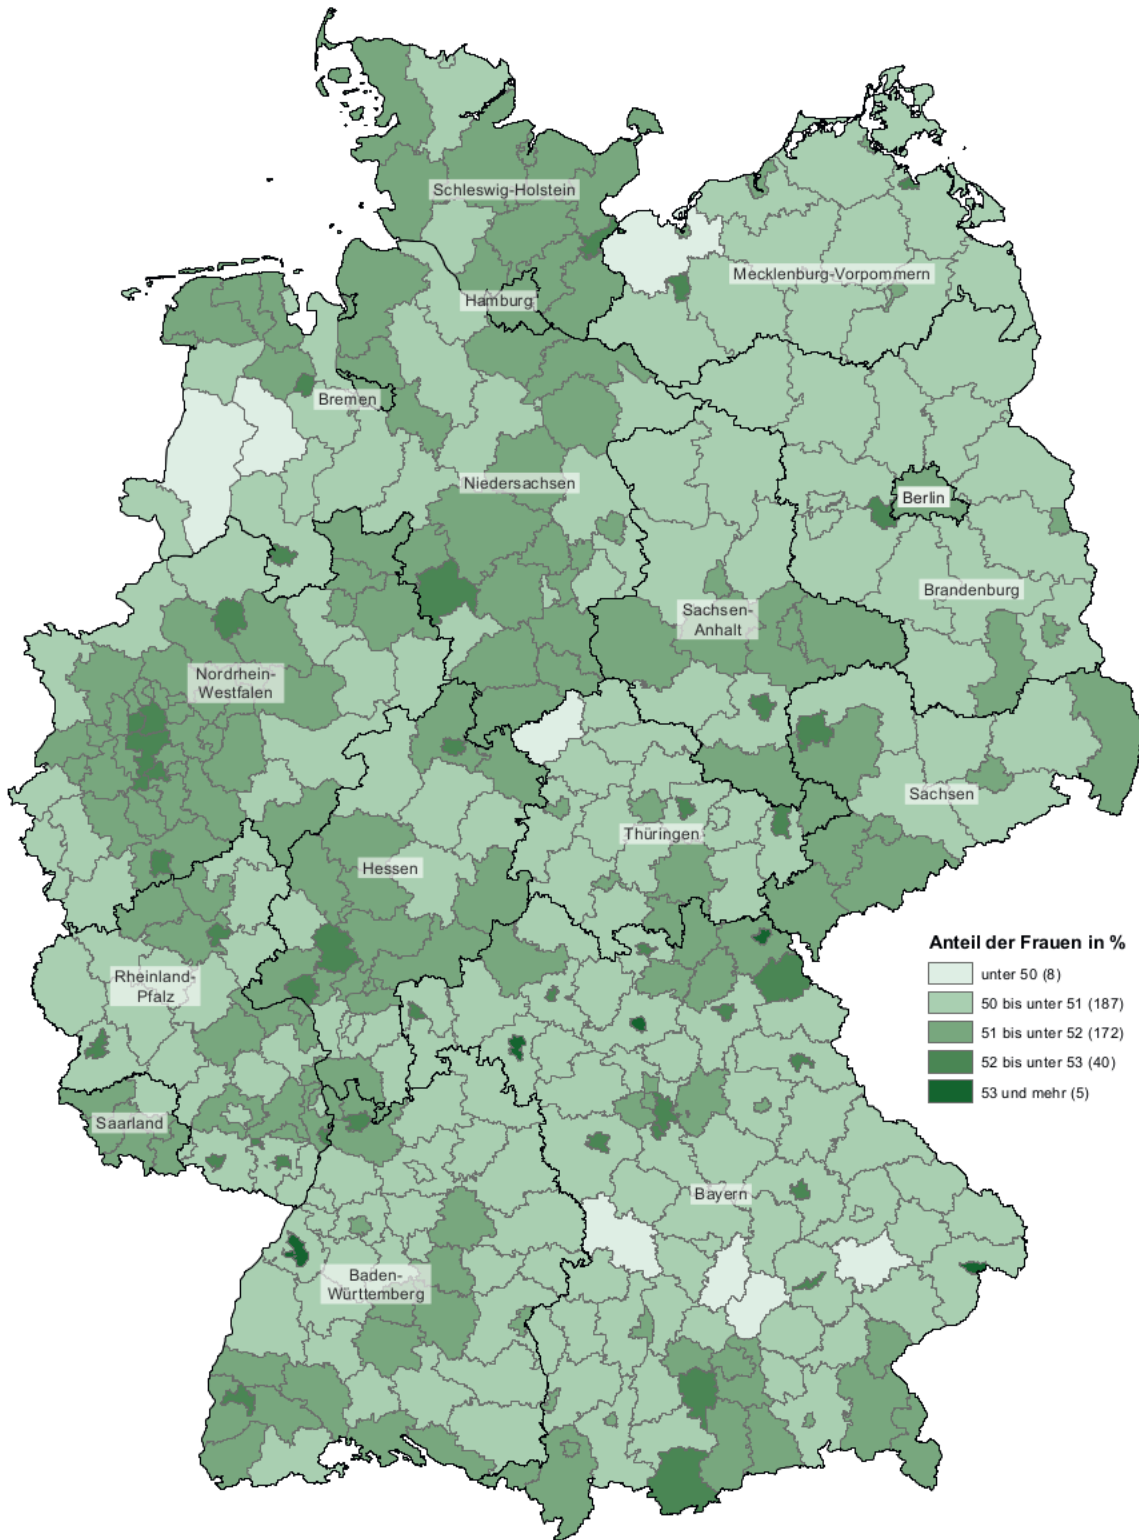 Schleswig-Holstein
Mecklenburg-Vorpommern
Hamburg
Bremen
Niedersachsen
Berlin
Brandenburg
Sachsen-
Anhalt
Nordrhein-
Westfalen
Sachsen
Thüringen
Hessen
Rheinland-
Pfalz
Saarland
Bayern
Baden-
Württemberg
Anteil der Frauen in %
unter 50 (8)
50 bis unter 51 (187)
51 bis unter 52 (172)
52 bis unter 53 (40)
53 und mehr (5)